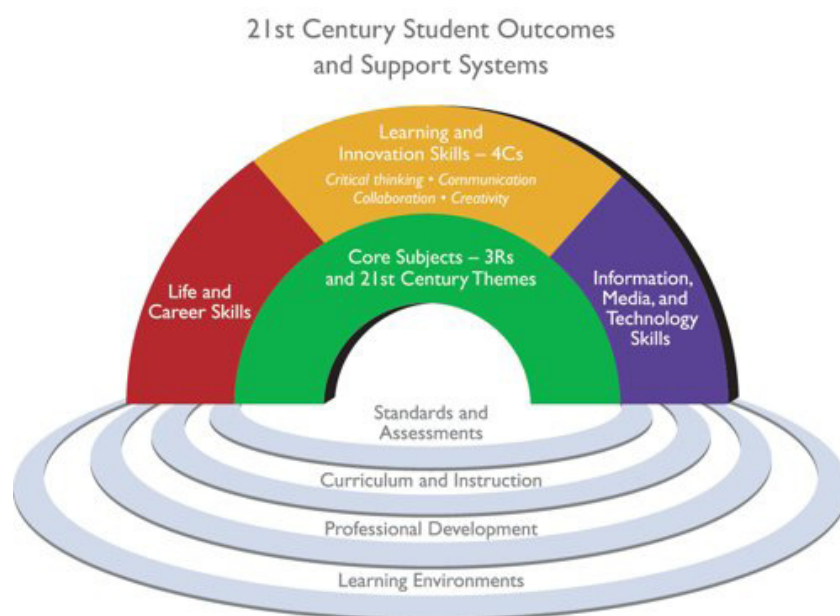 21st Century Student Outcomes
and Support Systems
Learning and
Innovation Skills – 4Cs
Critical thinking • Communication
Collaboration • Creativity
Core Subjects – 3Rs
and 21st Century Themes
Life and
Career Skills
Information,
Media, and
Technology
Skills
Standards and
Assessments
Curriculum and Instruction
Professional Development
Learning Environments